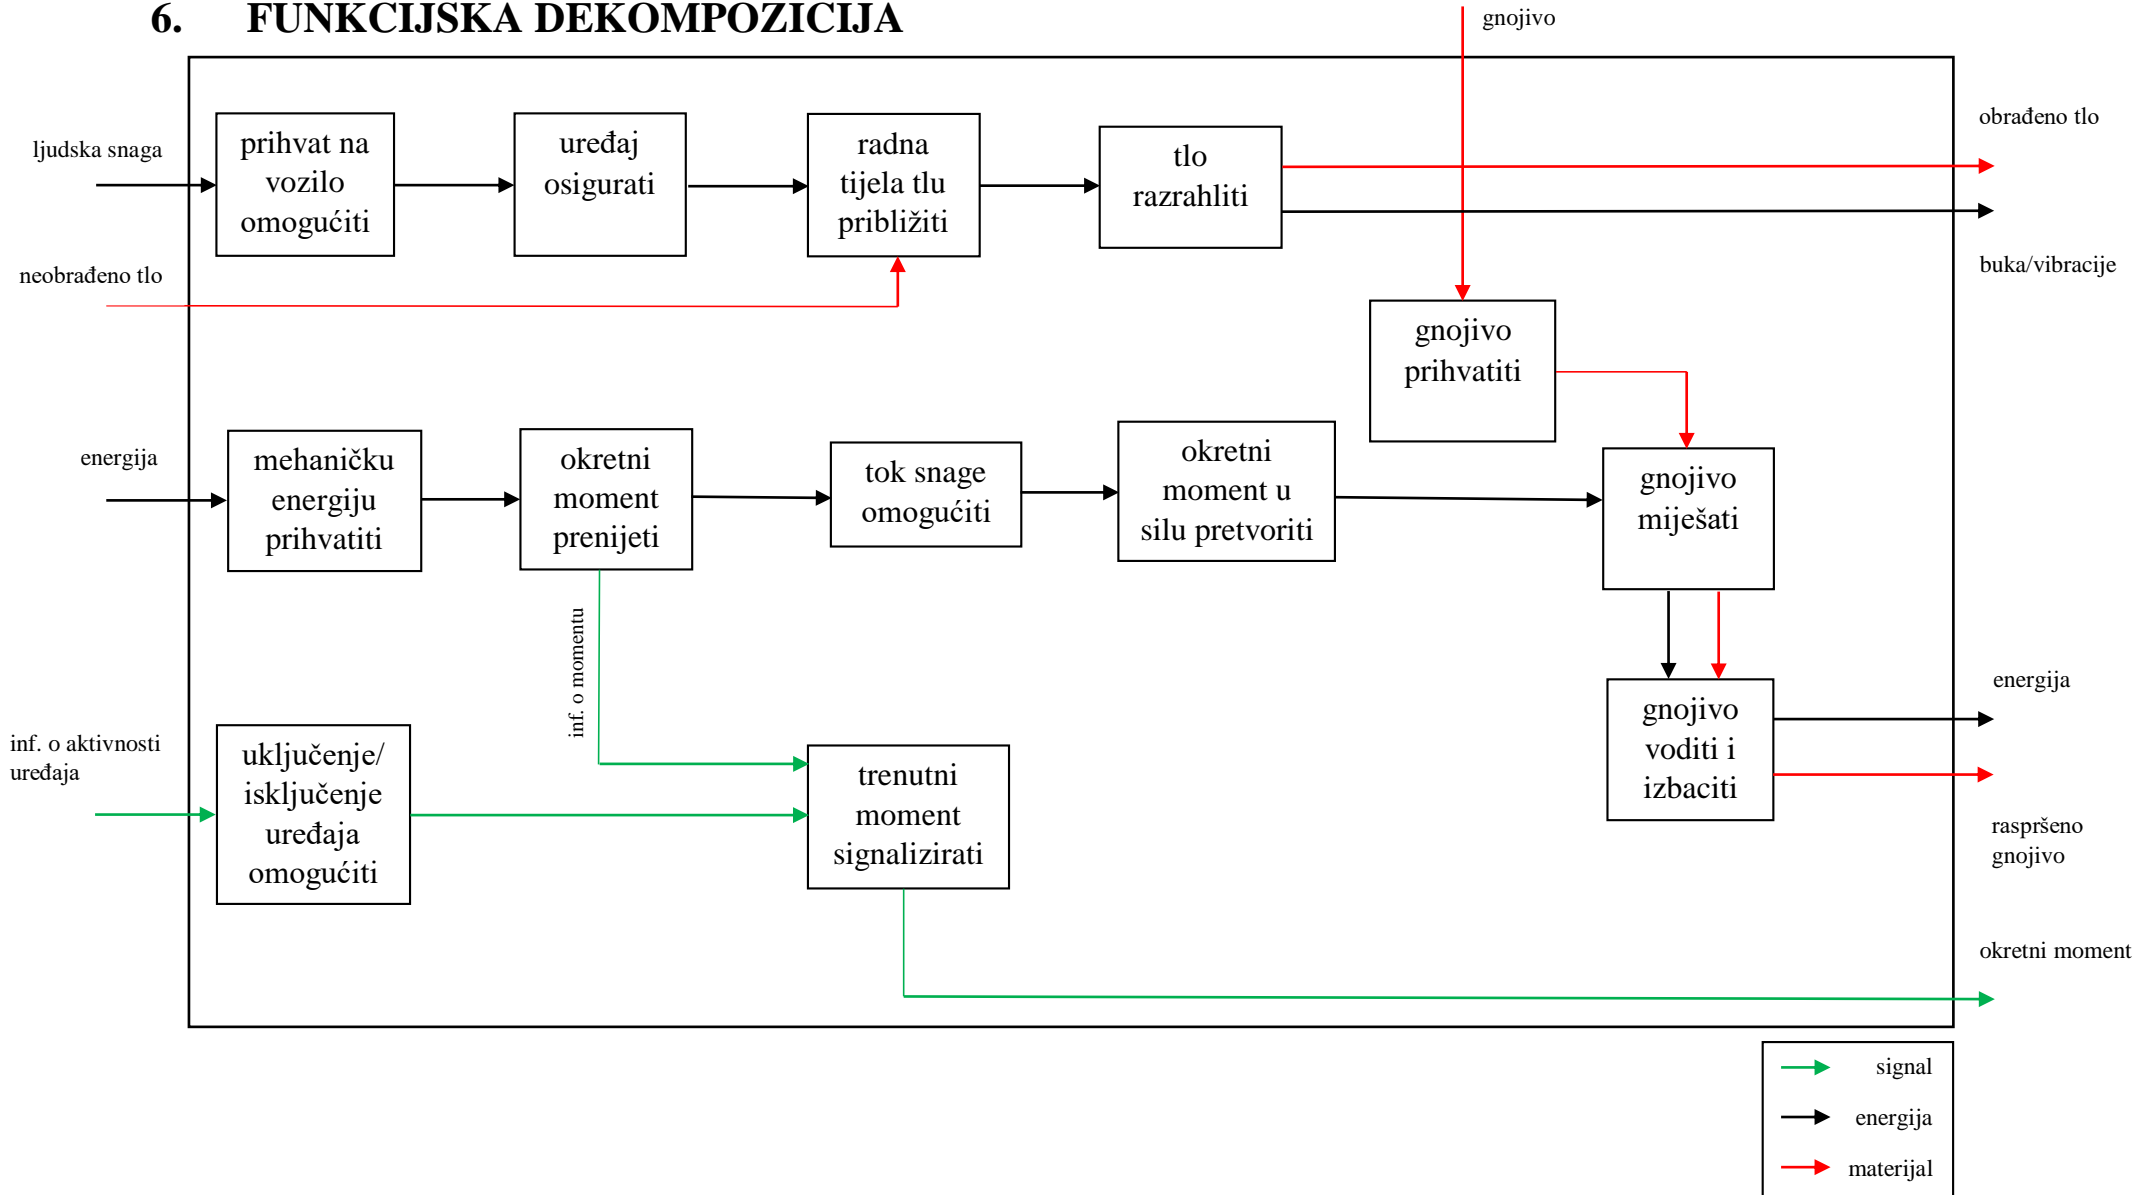 6. FUNKCIJSKA DEKOMPOZICIJA
gnojivo
ljudska snaga
prihvat na
vozilo
omogućiti
uređaj
osigurati
radna
tijela tlu
približiti
tlo
razrahliti
obrađeno tlo
buka/vibracije
neobrađeno tlo
gnojivo
prihvatiti
energija
mehaničku
energiju
prihvatiti
okretni
moment
prenijeti
tok snage
omogućiti
okretni
moment u
silu pretvoriti
gnojivo
miješati
inf. o momentu
gnojivo
voditi i
izbaciti
energija
raspršeno
gnojivo
inf. o aktivnosti
uređaja
uključenje/
isključenje
uređaja
omogućiti
trenutni
moment
signalizirati
okretni moment
signal
energija
materijal